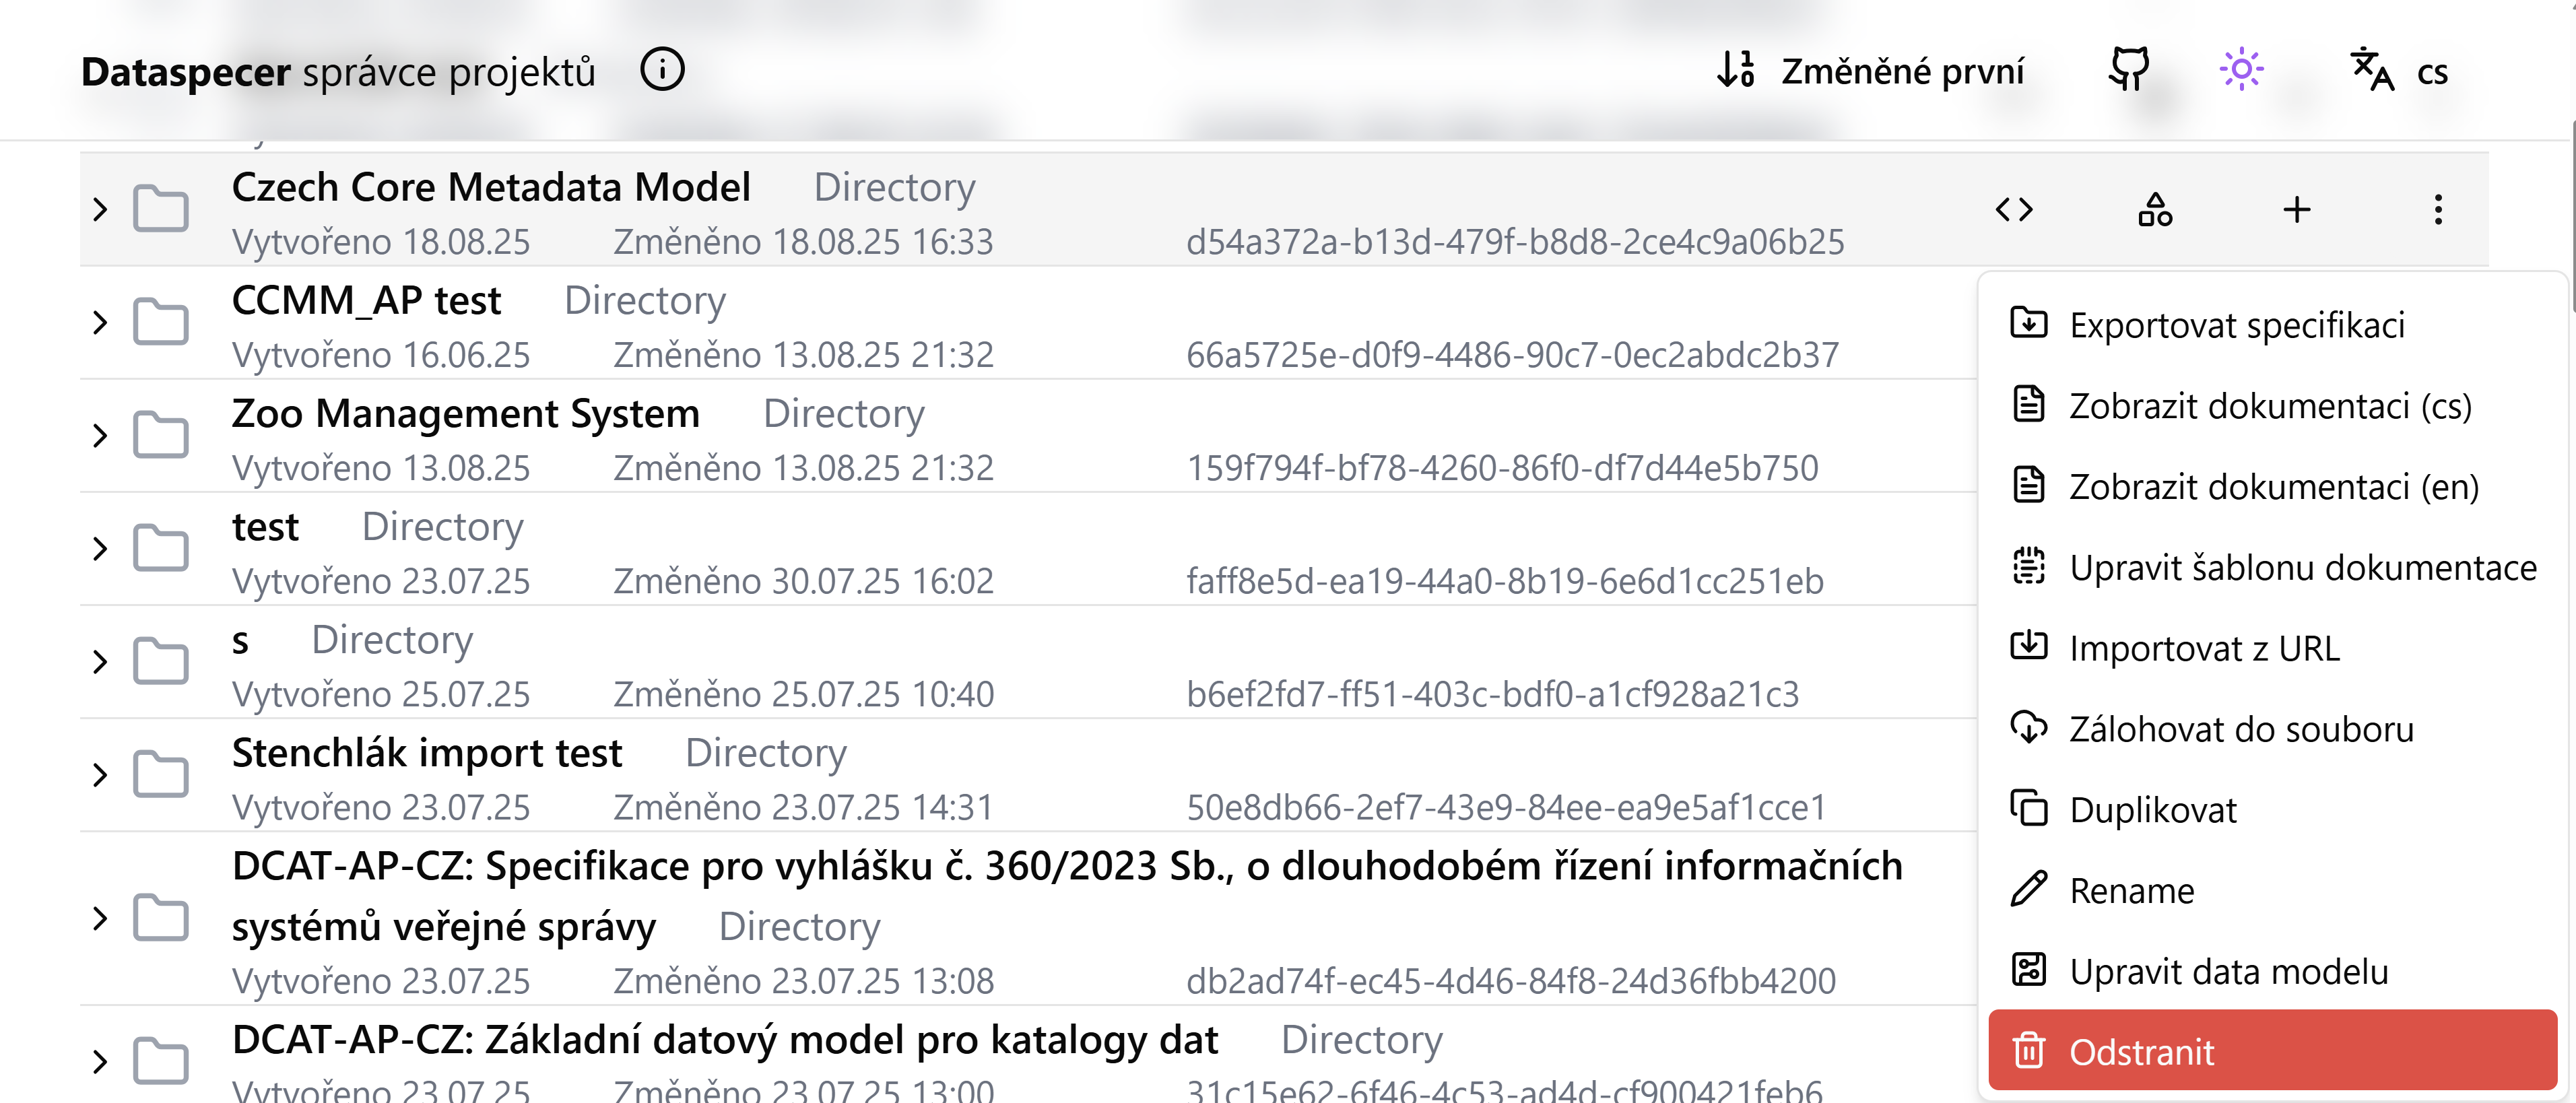 Dataspecer správce projektů
Změněné první
cs
Czech Core Metadata Model Directory
Vytvořeno 18.08.25 Změněno 18.08.25 16:33 d54a372a-b13d-479f-b8d8-2ce4c9a06b25
CCMM_AP test Directory
Vytvořeno 16.06.25 Změněno 13.08.25 21:32 66a5725e-d0f9-4486-90c7-0ec2abdc2b37
Zoo Management System Directory
Vytvořeno 13.08.25 Změněno 13.08.25 21:32 159f794f-bf78-4260-86f0-df7d44e5b750
test Directory
Vytvořeno 23.07.25 Změněno 30.07.25 16:02 faff8e5d-ea19-44a0-8b19-6e6d1cc251eb
s Directory
Vytvořeno 25.07.25 Změněno 25.07.25 10:40 b6ef2fd7-ff51-403c-bdf0-a1cf928a21c3
Stenchlák import test Directory
Vytvořeno 23.07.25 Změněno 23.07.25 14:31 50e8db66-2ef7-43e9-84ee-ea9e5af1cce1
DCAT-AP-CZ: Specifikace pro vyhlášku č. 360/2023 Sb., o dlouhodobém řízení informačních
systémů veřejné správy Directory
Vytvořeno 23.07.25 Změněno 23.07.25 13:08 db2ad74f-ec45-4d46-84f8-24d36fbb4200
DCAT-AP-CZ: Základní datový model pro katalogy dat Directory
Vytvořeno 23.07.25 Změněno 23.07.25 13:00 31c15e62-6f46-4c53-ad4d-cf900421feb6
Exportovat specifikaci
Zobrazit dokumentaci (cs)
Zobrazit dokumentaci (en)
Upravit šablonu dokumentace
Importovat z URL
Zálohovat do souboru
Duplikovat
Rename
Upravit data modelu
Odstranit